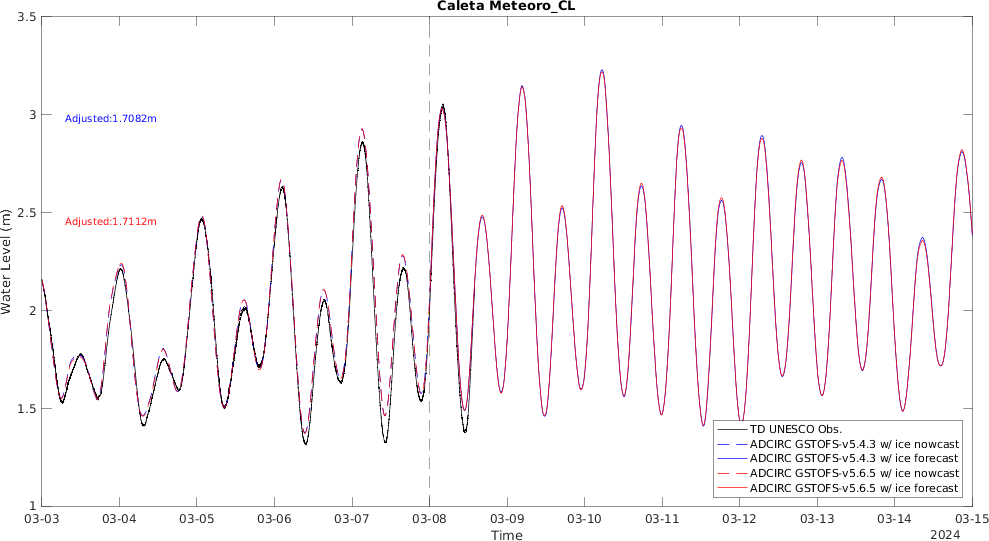 Caleta Meteoro_CL
3.5
3
2.5
2
1.5
1
Water Level (m)
Adjusted:1.7082m
Adjusted:1.7112m
TD UNESCO Obs.
ADCIRC GSTOFS-v5.4.3 w/ ice nowcast
ADCIRC GSTOFS-v5.4.3 w/ ice forecast
ADCIRC GSTOFS-v5.6.5 w/ ice nowcast
ADCIRC GSTOFS-v5.6.5 w/ ice forecast
03-03 03-04 03-05 03-06 03-07 03-08 03-09 03-10 03-11 03-12 03-13 03-14 03-15
Time
2024